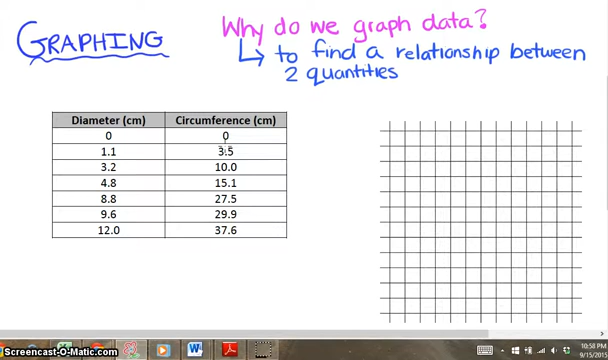 GRAPHING
Why do we graph data?
to find a relationship between
2 quantities
Diameter (cm) Circumference (cm)
0 0
1.1 3.5
3.2 10.0
4.8 15.1
8.8 27.5
9.6 29.9
12.0 37.6
Screencast-O-Matic.com
10:58 PM
9/15/2015